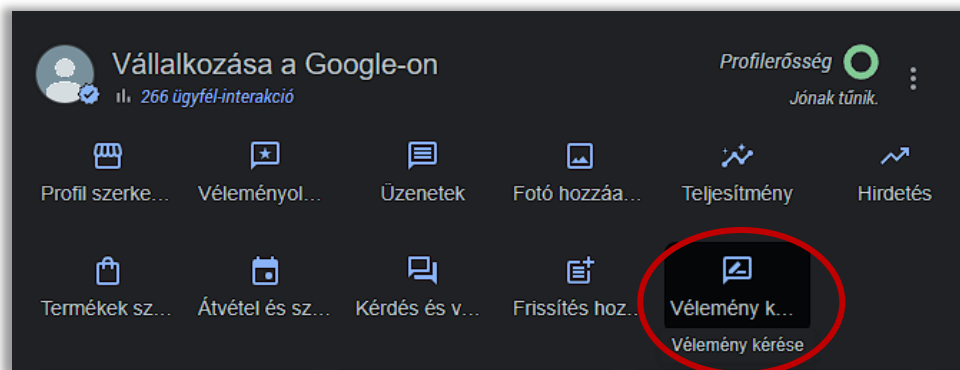 Vállalkozása a Google-on
266 ügyfél-interakció
Profilerősség
Jónak tűnik.
Profil szerke... Véleményol... Üzenetek Fotó hozzáa... Teljesítmény Hirdetés
Termékek sz... Átvétel és sz... Kérdés és v... Frissítés hoz... Vélemény k...
Vélemény kérése